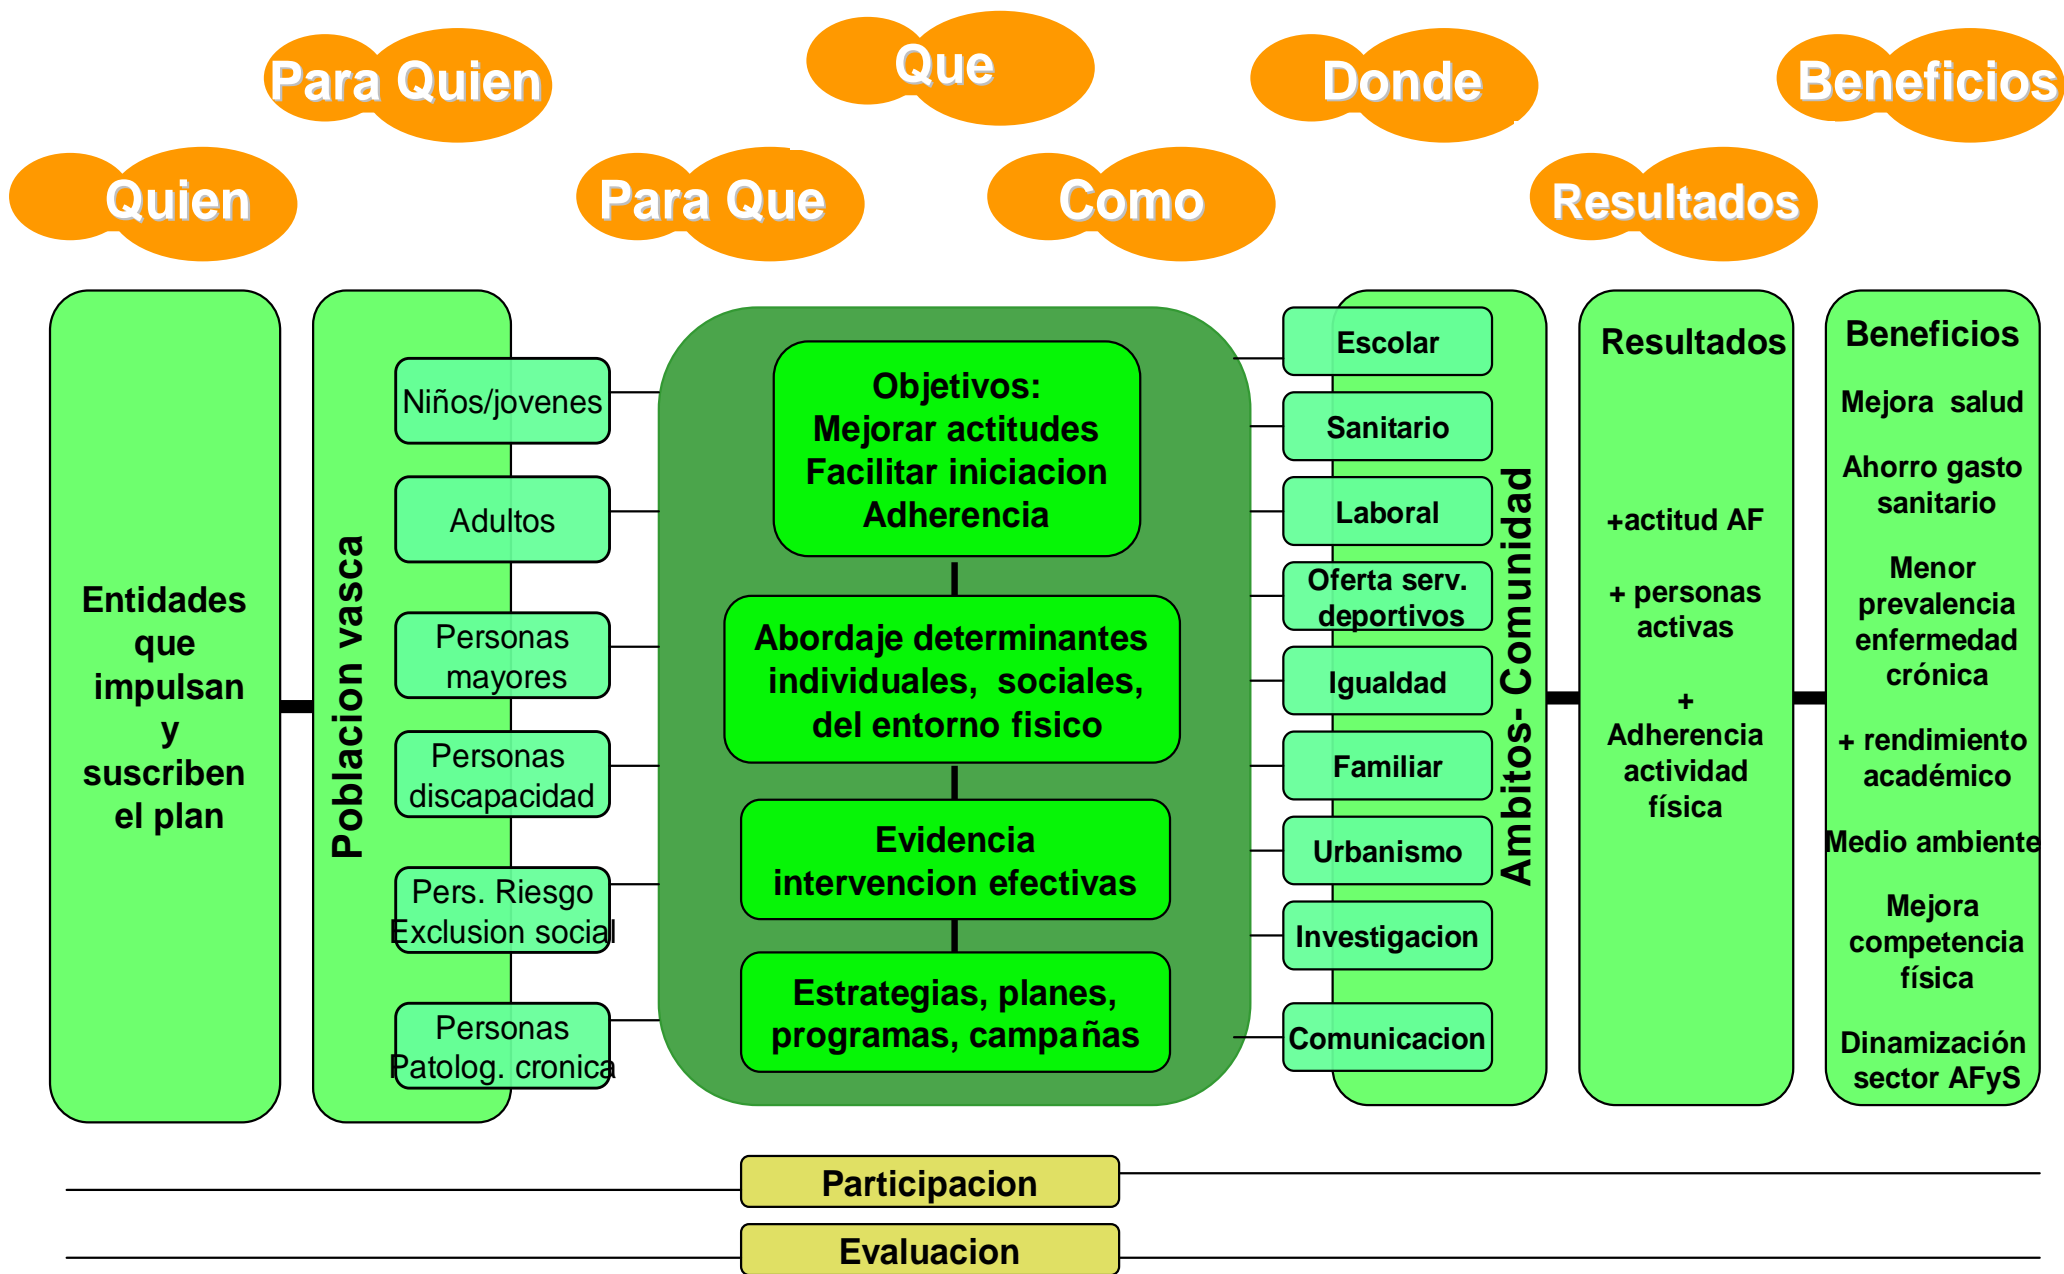 Para Quien
Que
Donde
Beneficios
Quien
Para Que
Como
Resultados
Entidades
que
impulsan
y
suscriben
el plan
Poblacion vasca
Niños/jovenes
Adultos
Personas
mayores
Personas
discapacidad
Pers. Riesgo
Exclusion social
Personas
Patolog. cronica
Objetivos:
Mejorar actitudes
Facilitar iniciacion
Adherencia
Abordaje determinantes
individuales, sociales,
del entorno fisico
Evidencia
intervencion efectivas
Estrategias, planes,
programas, campañas
Escolar
Sanitario
Laboral
Oferta serv.
deportivos
Igualdad
Familiar
Urbanismo
Investigacion
Comunicacion
Ambitos- Comunidad
Resultados
+actitud AF
+ personas
activas
+
Adherencia
actividad
física
Beneficios
Mejora salud
Ahorro gasto
sanitario
Menor
prevalencia
enfermedad
crónica
+ rendimiento
académico
Medio ambiente
Mejora
competencia
física
Dinamización
sector AFyS
Participacion
Evaluacion